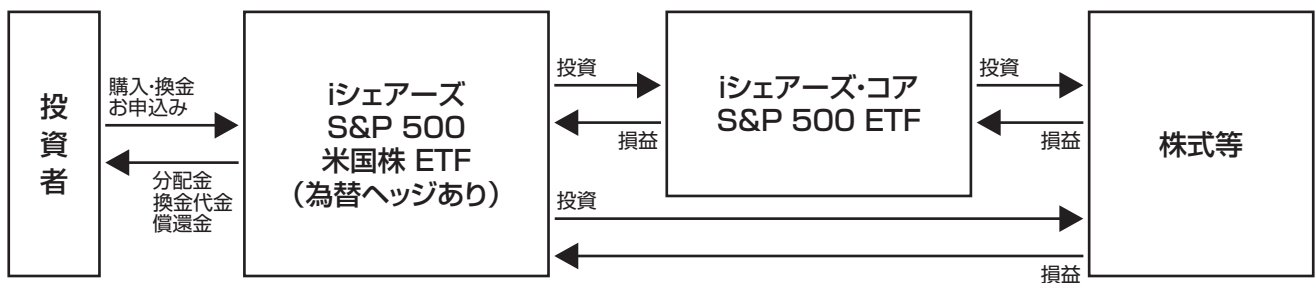 投資者
購入・換金
お申込み
分配金
換金代金
償還金
iシェアーズ
S&P 500
米国株 ETF
（為替ヘッジあり）
投資
損益
iシェアーズ・コア
S&P 500 ETF
投資
損益
投資
損益
株式等